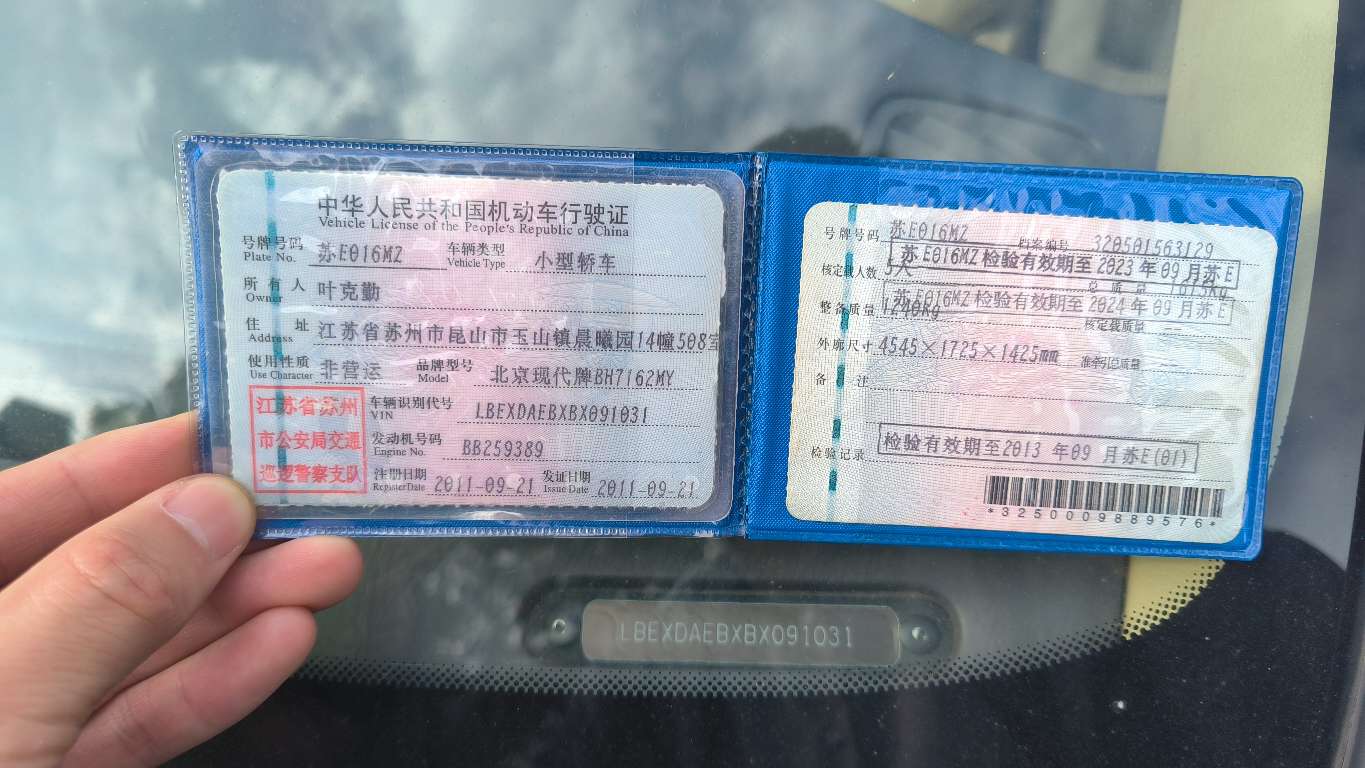 中华人民共和国机动车行驶证
Vehicle License of the People's Republic of China
号牌号码 苏E016MZ 车辆类型 小型轿车
Plate No. Vehicle Type
所有人 叶克勤
Owner
住址 江苏省苏州市昆山市玉山镇晨曦园14幢508室
Address
使用性质 非营运 品牌型号 北京现代牌BH7162MY
Use Character Model
江苏省苏州
市公安局交通
巡逻警察支队
车辆识别代号 LBEXDAEBXBX091031
VIN
发动机号码 BB259389
Engine No.
注册日期 2011-09-21 发证日期 2011-09-21
Register Date Issue Date
号牌号码 苏E016MZ 档案编号 320501563129
苏E016MZ检验有效期至2023年09月苏E
核定载人数 5人 总质量
苏E016MZ检验有效期至2024年09月苏E
整备质量 1240kg 核定载质量 --
外廓尺寸 4545×1725×1425mm 准牵引总质量 --
备注
检验记录 检验有效期至2013年09月苏E(01)
*3250009889576*
LBEXDAEBXBX091031